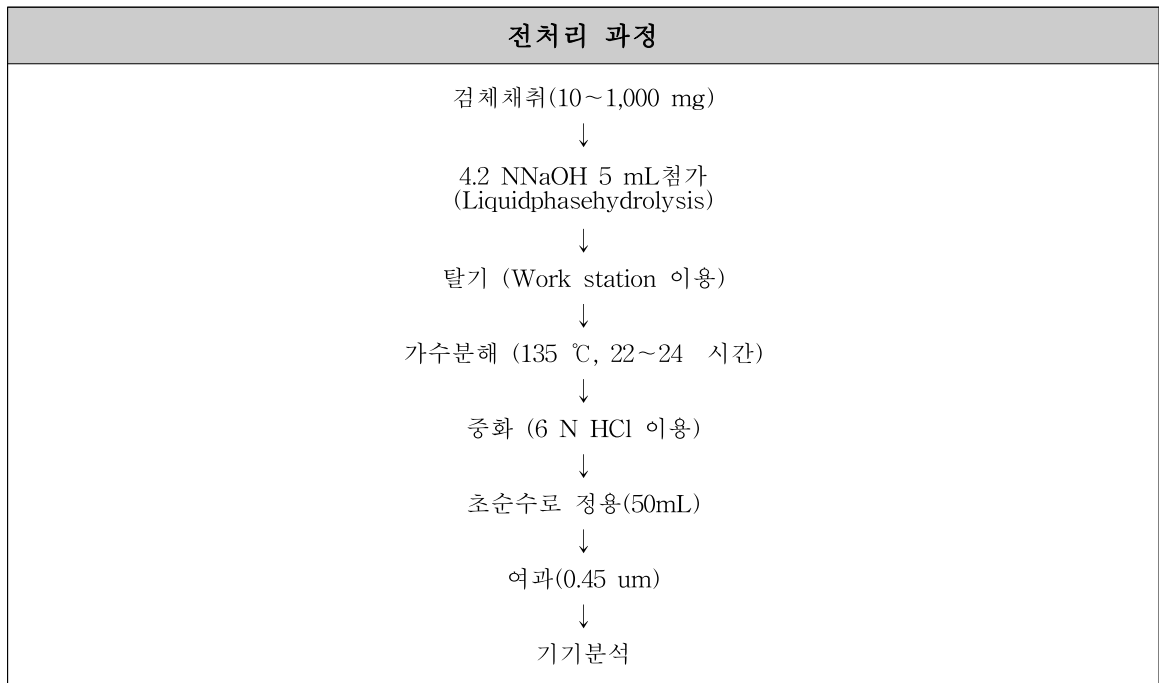 전처리 과정
검체채취(10~1,000 mg)
↓
4.2 NNaOH 5 mL첨가
(Liquidphasehydrolysis)
↓
탈기 (Work station 이용)
↓
가수분해 (135 ℃, 22~24 시간)
↓
중화 (6 N HCl 이용)
↓
초순수로 정용(50mL)
↓
여과(0.45 um)
↓
기기분석